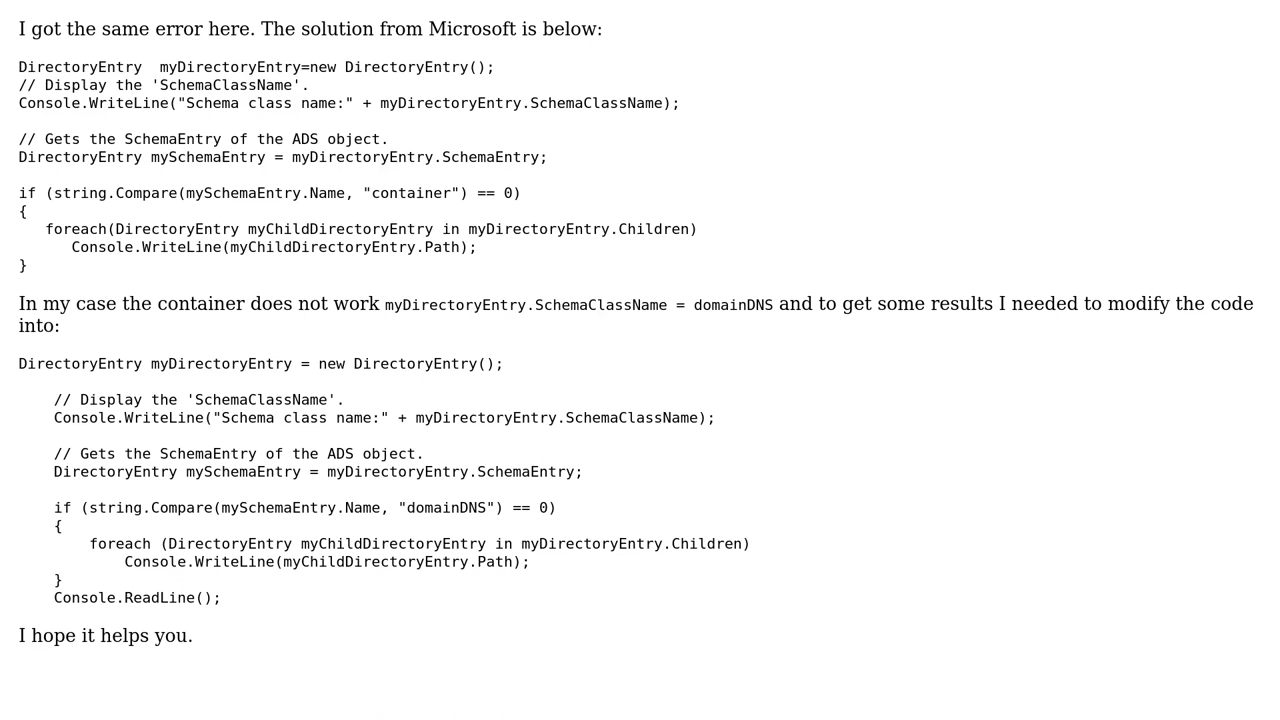 I got the same error here. The solution from Microsoft is below:
DirectoryEntry  myDirectoryEntry=new DirectoryEntry();
// Display the 'SchemaClassName'.
Console.WriteLine("Schema class name:" + myDirectoryEntry.SchemaClassName);
// Gets the SchemaEntry of the ADS object.
DirectoryEntry mySchemaEntry = myDirectoryEntry.SchemaEntry;
if (string.Compare(mySchemaEntry.Name, "container") == 0)
{
   foreach(DirectoryEntry myChildDirectoryEntry in myDirectoryEntry.Children)
      Console.WriteLine(myChildDirectoryEntry.Path);
}
In my case the container does not work myDirectoryEntry.SchemaClassName = domainDNS and to get some results I needed to modify the code
into:
DirectoryEntry myDirectoryEntry = new DirectoryEntry();
    // Display the 'SchemaClassName'.
    Console.WriteLine("Schema class name:" + myDirectoryEntry.SchemaClassName);
    // Gets the SchemaEntry of the ADS object.
    DirectoryEntry mySchemaEntry = myDirectoryEntry.SchemaEntry;
    if (string.Compare(mySchemaEntry.Name, "domainDNS") == 0)
    {
        foreach (DirectoryEntry myChildDirectoryEntry in myDirectoryEntry.Children)
            Console.WriteLine(myChildDirectoryEntry.Path);
    }
    Console.ReadLine();
I hope it helps you.